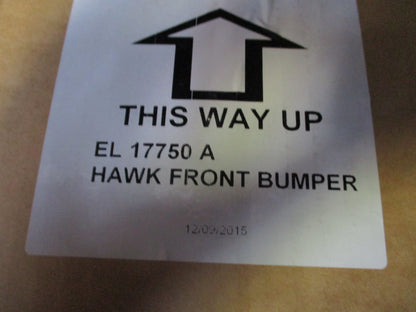 THIS WAY UP
EL 17750 A
HAWK FRONT BUMPER
12/09/2015